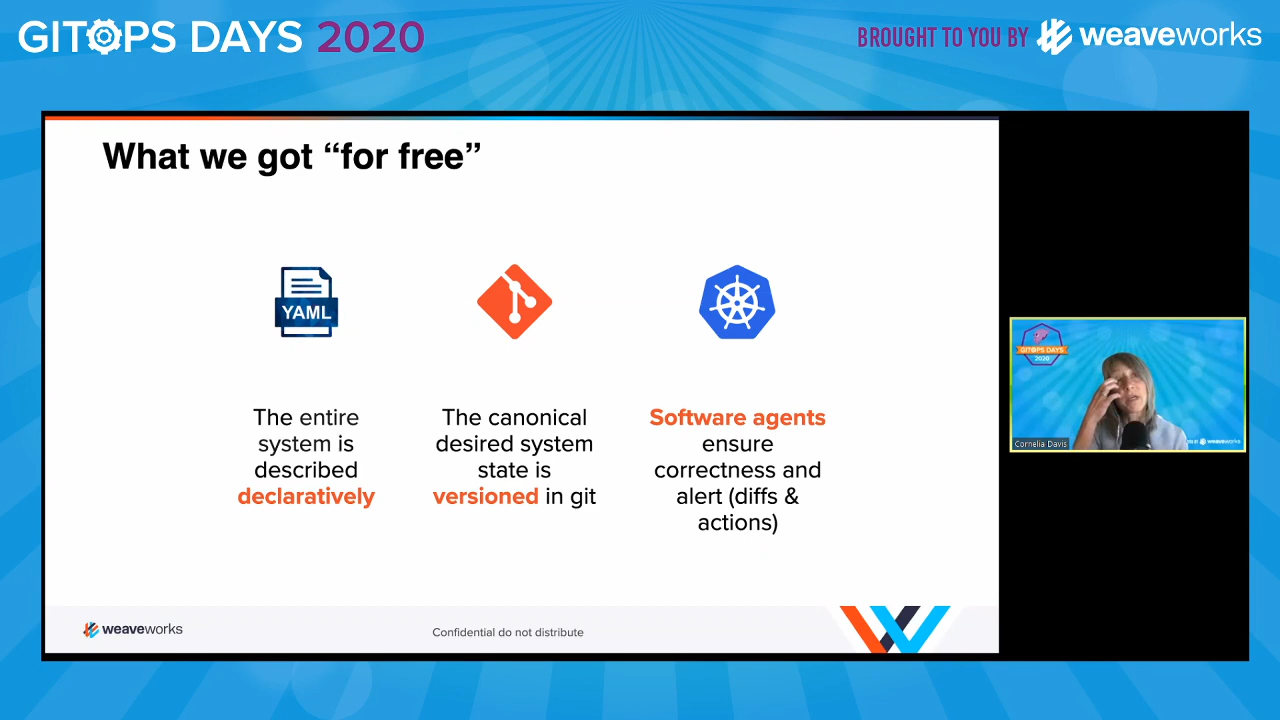 GITOPS DAYS 2020
BROUGHT TO YOU BY weaveworks
What we got “for free”
YAML
The entire
system is
described
declaratively
The canonical
desired system
state is
versioned in git
Software agents
ensure
correctness and
alert (diffs &
actions)
GITOPS DAYS
2020
Cornelia Davis
weaveworks
weaveworks
Confidential do not distribute